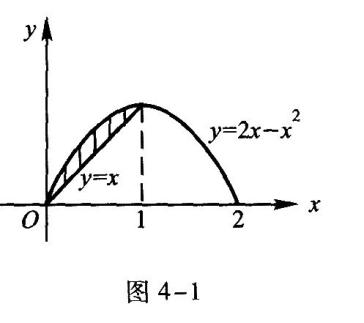 y
y=2x-x²
y=x
O 1 2 x
图 4-1